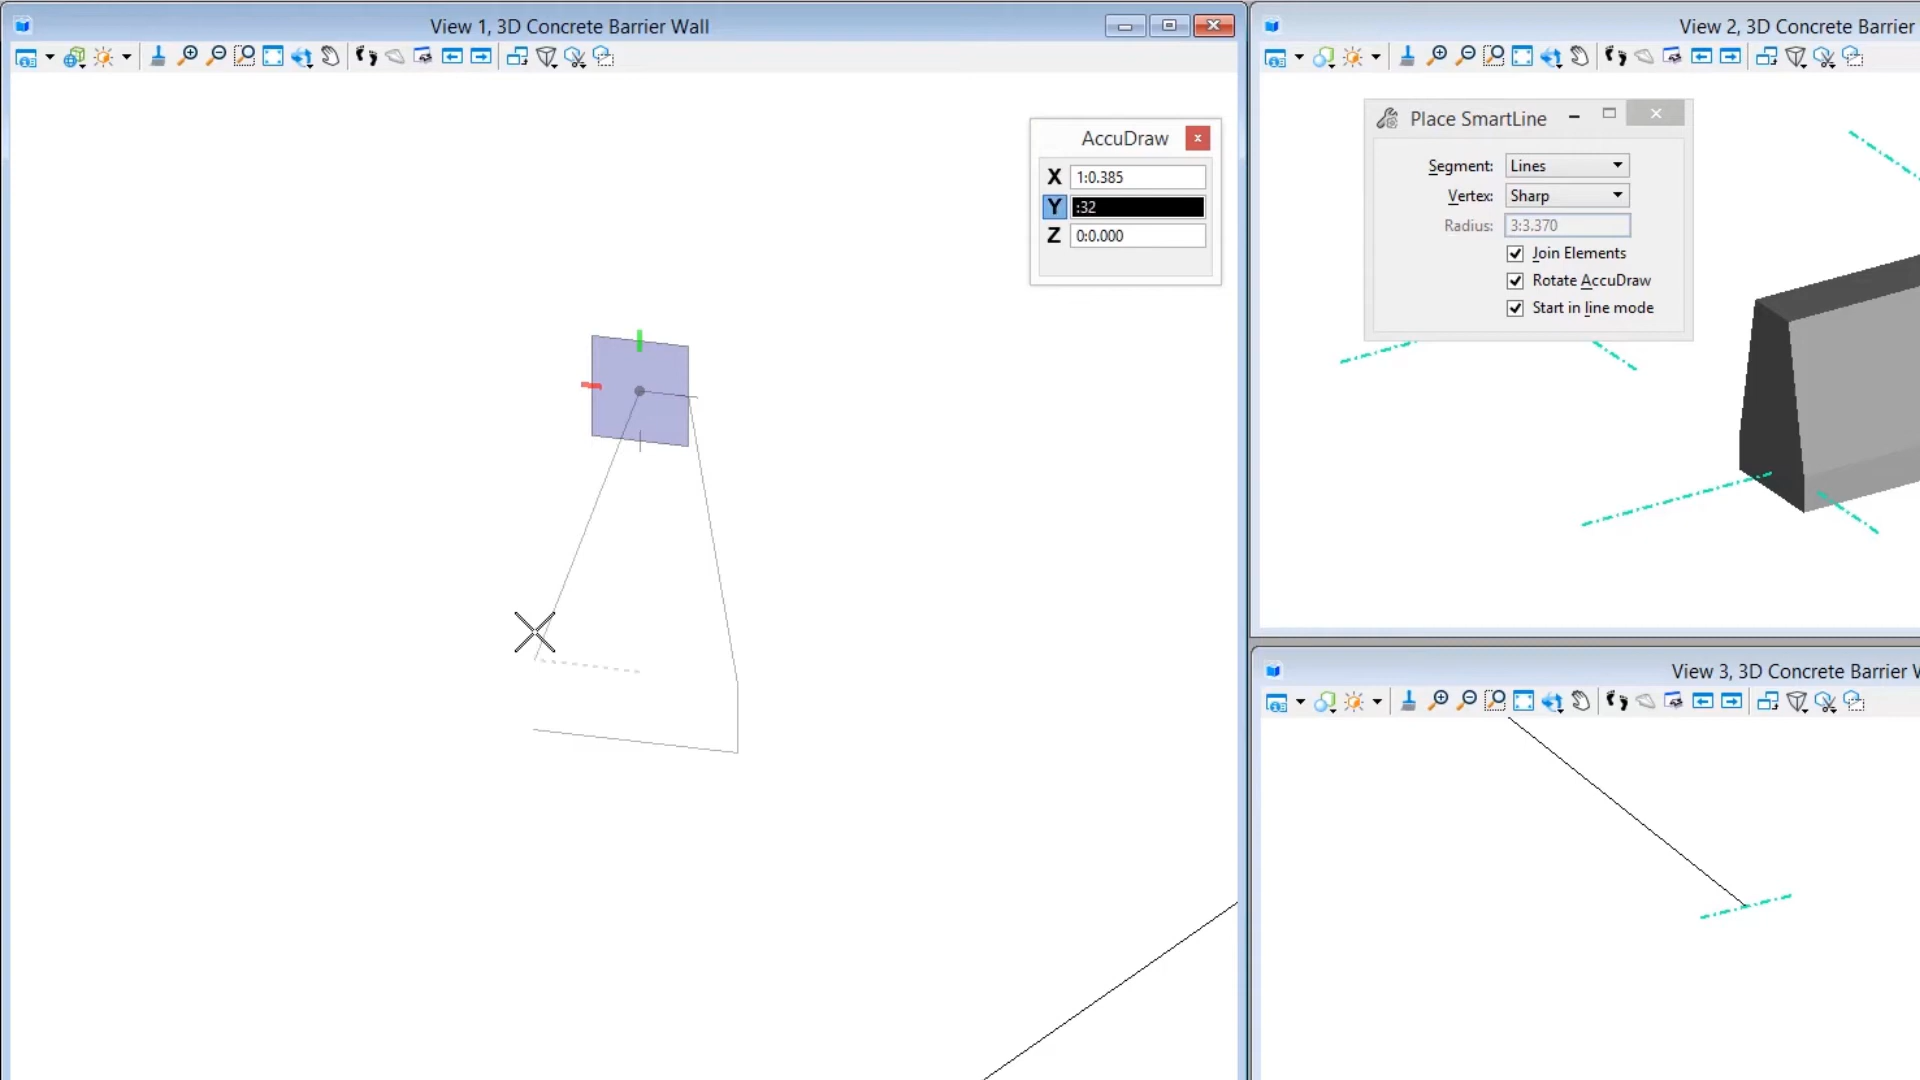 View 1, 3D Concrete Barrier Wall
AccuDraw
X 1:0.385
Y :32
Z 0:0.000
View 2, 3D Concrete Barrier
Place SmartLine
Segment: Lines
Vertex: Sharp
Radius: 3:3.370
Join Elements
Rotate AccuDraw
Start in line mode
View 3, 3D Concrete Barrier W